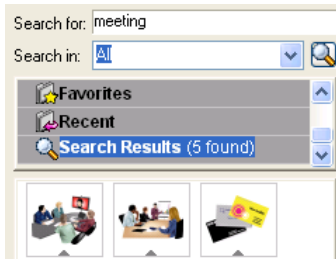 Search for: meeting
Search in: All
Favorites
Recent
Search Results (5 found)